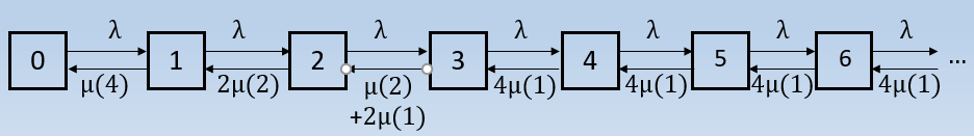 λ λ λ λ λ λ λ
0 1 2 3 4 5 6 ...
μ(4) 2μ(2) μ(2) 4μ(1) 4μ(1) 4μ(1) 4μ(1)
+2μ(1)